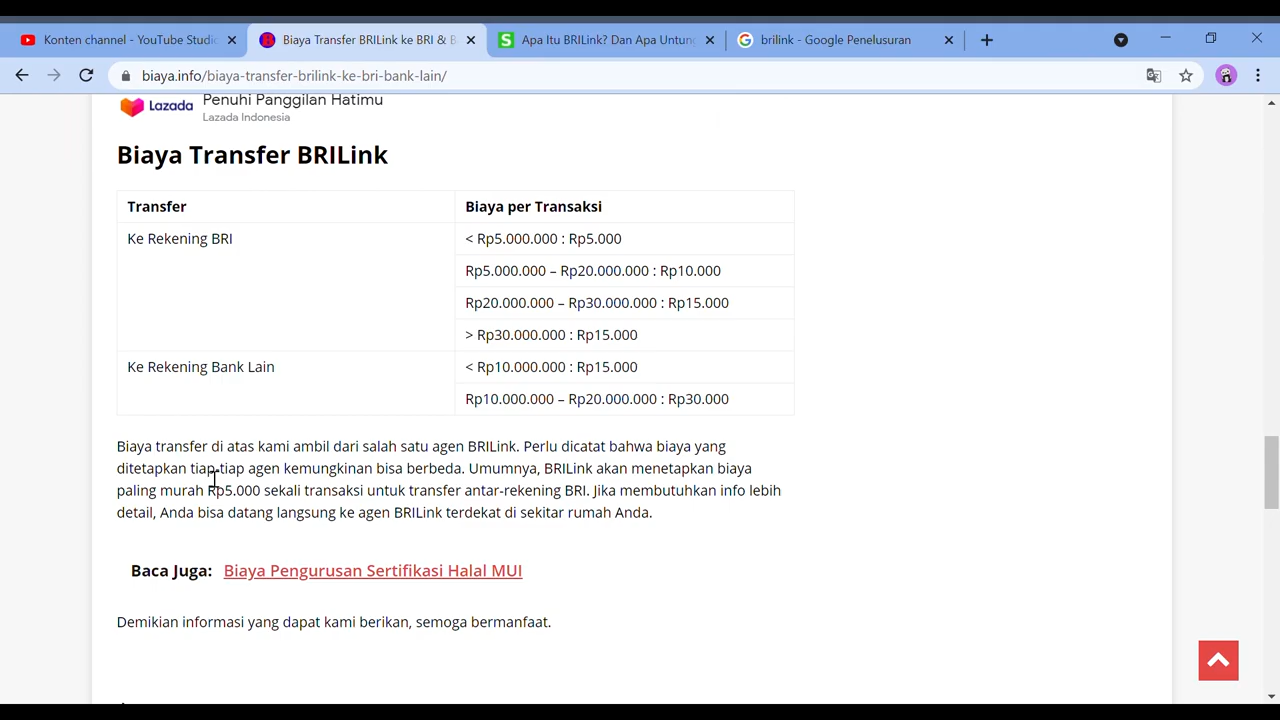 Konten channel - YouTube Studi
Biaya Transfer BRILink ke BRI & B
Apa Itu BRILink? Dan Apa Untung
brilink - Google Penelusuran
biaya.info/biaya-transfer-brilink-ke-bri-bank-lain/
Lazada
Penuhi Panggilan Hatimu
Lazada Indonesia
Biaya Transfer BRILink
Transfer
Biaya per Transaksi
Ke Rekening BRI
< Rp5.000.000 : Rp5.000
Rp5.000.000 – Rp20.000.000 : Rp10.000
Rp20.000.000 – Rp30.000.000 : Rp15.000
> Rp30.000.000 : Rp15.000
Ke Rekening Bank Lain
< Rp10.000.000 : Rp15.000
Rp10.000.000 – Rp20.000.000 : Rp30.000
Biaya transfer di atas kami ambil dari salah satu agen BRILink. Perlu dicatat bahwa biaya yang
ditetapkan tiap-tiap agen kemungkinan bisa berbeda. Umumnya, BRILink akan menetapkan biaya
paling murah Rp5.000 sekali transaksi untuk transfer antar-rekening BRI. Jika membutuhkan info lebih
detail, Anda bisa datang langsung ke agen BRILink terdekat di sekitar rumah Anda.
Baca Juga: Biaya Pengurusan Sertifikasi Halal MUI
Demikian informasi yang dapat kami berikan, semoga bermanfaat.